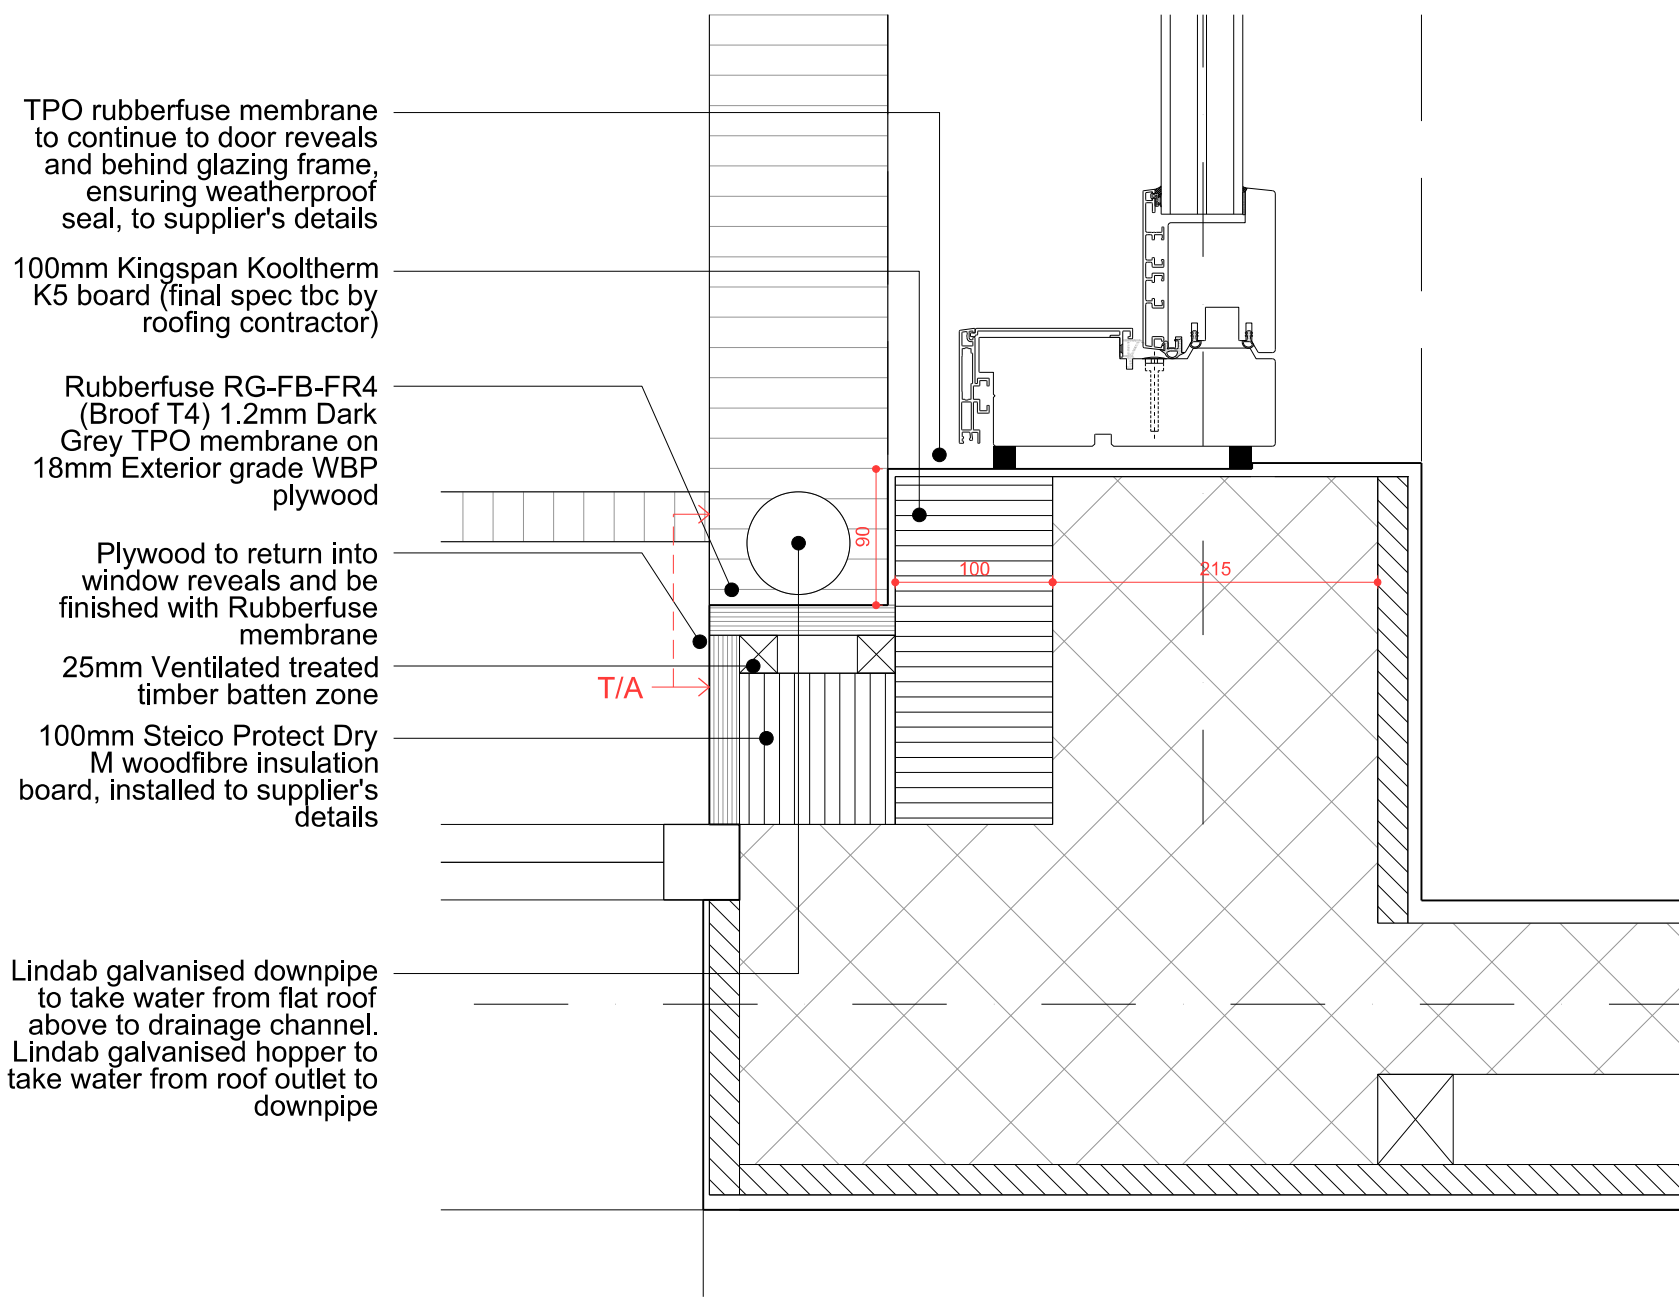 TPO rubberfuse membrane
to continue to door reveals
and behind glazing frame,
ensuring weatherproof
seal, to supplier's details
100mm Kingspan Kooltherm
K5 board (final spec tbc by
roofing contractor)
Rubberfuse RG-FB-FR4
(Broof T4) 1.2mm Dark
Grey TPO membrane on
18mm Exterior grade WBP
plywood
90
100
215
Plywood to return into
window reveals and be
finished with Rubberfuse
membrane
25mm Ventilated treated
timber batten zone
T/A
100mm Steico Protect Dry
M woodfibre insulation
board, installed to supplier's
details
Lindab galvanised downpipe
to take water from flat roof
above to drainage channel.
Lindab galvanised hopper to
take water from roof outlet to
downpipe